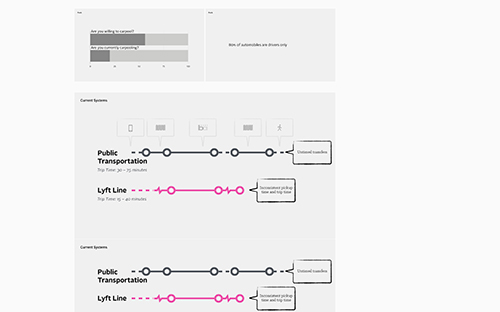 Are you willing to carpool?
Are you currently carpooling?
80% of automobiles are drivers only
Current Systems
Public
Transportation
Trip Time: 30 – 75 minutes
Untimed transfers
Lyft Line
Trip Time: 15 – 40 minutes
Inconsistent pickup
time and trip time
Current Systems
Public
Transportation
Untimed transfers
Lyft Line
Inconsistent pickup
time and trip time